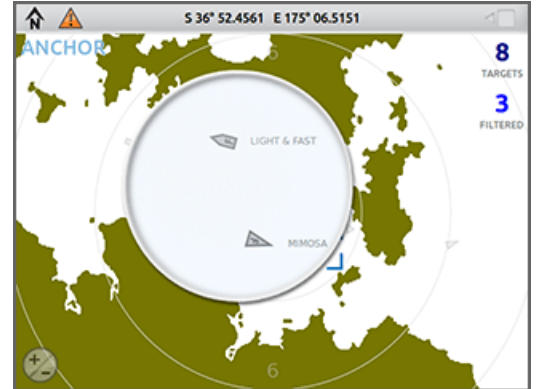 N
S 36° 52.4561 E 175° 06.5151
ANCHOR
6
8
TARGETS
3
FILTERED
LIGHT & FAST
MIMOSA
6